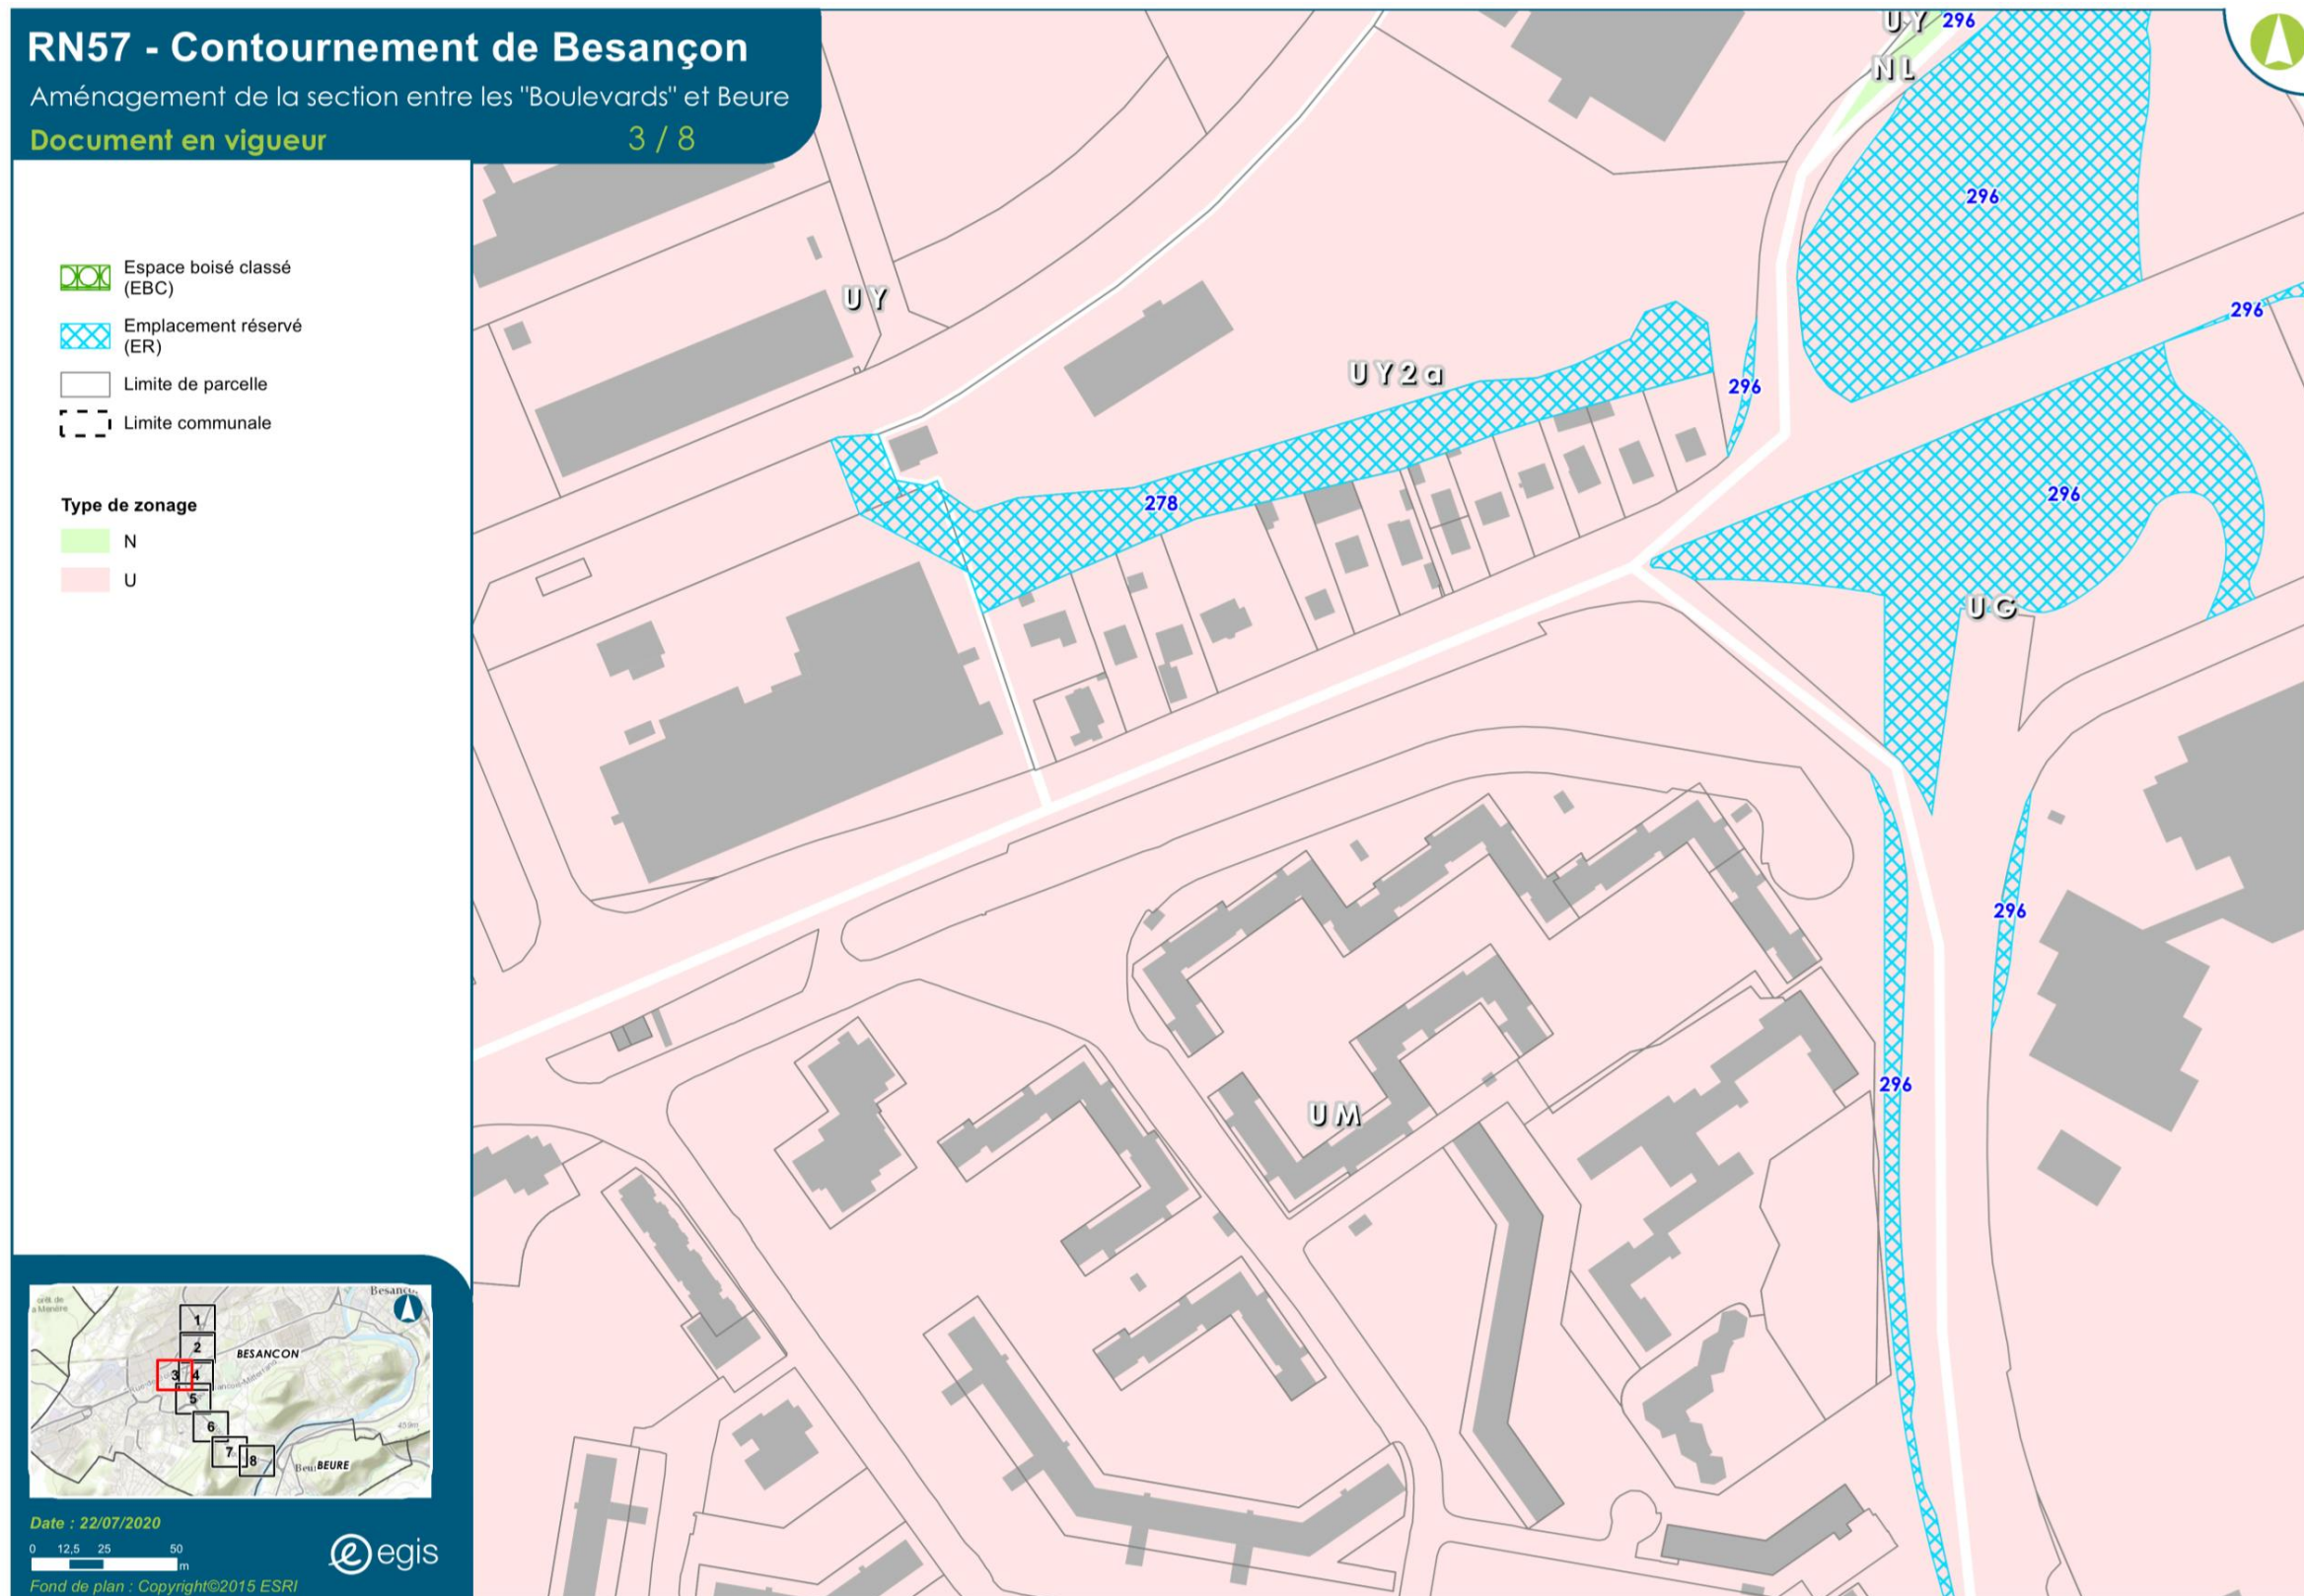 RN57 - Contournement de Besançon
Aménagement de la section entre les "Boulevards" et Beure
Document en vigueur 3 / 8
Espace boisé classé
(EBC)
Emplacement réservé
(ER)
Limite de parcelle
Limite communale
Type de zonage
N
U
UY
296
NL
296
UY
296
UY2a
296
278
296
UG
296
296
UM
Besanço
1
2
BESANCON
3
4
5
6
7
8
BEURE
Date : 22/07/2020
0 12,5 25 50
m
egis
Fond de plan : Copyright©2015 ESRI